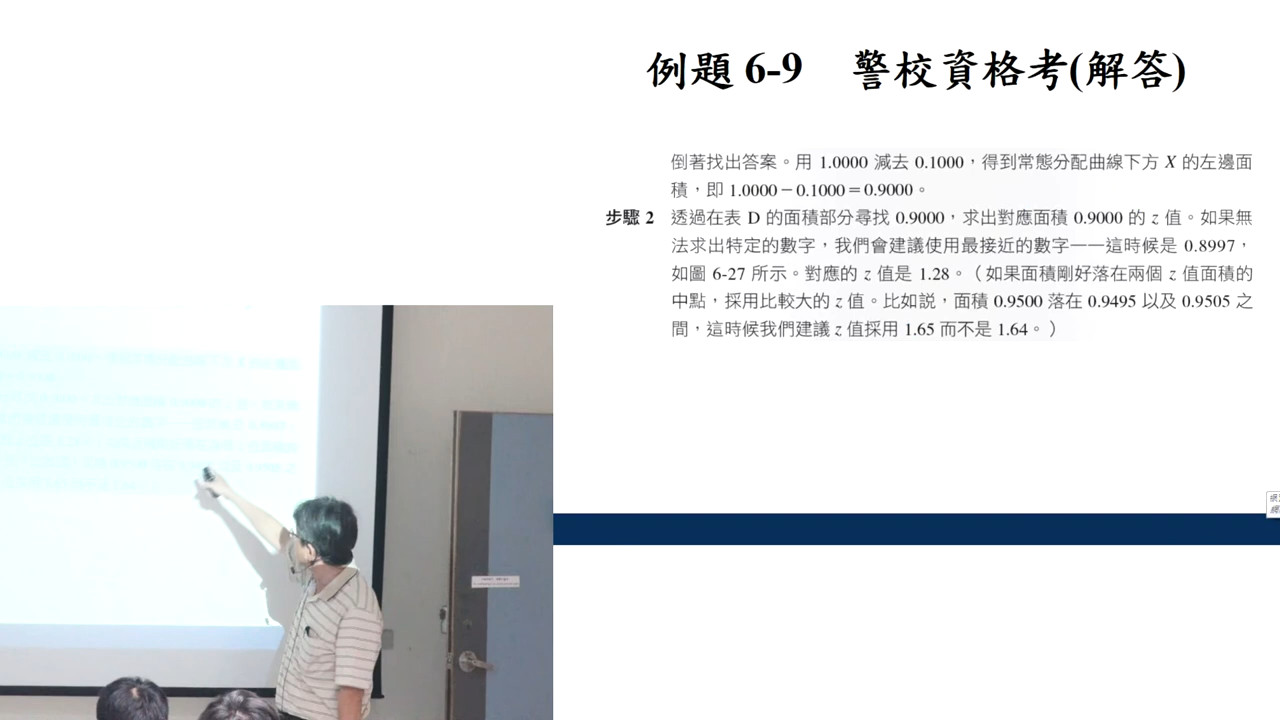 例題 6-9 警校資格考(解答)
倒著找出答案。用 1.0000 減去 0.1000，得到常態分配曲線下方 X 的左邊面
積，即 1.0000－0.1000＝0.9000。
步驟 2 透過在表 D 的面積部分尋找 0.9000，求出對應面積 0.9000 的 z 值。如果無
法求出特定的數字，我們會建議使用最接近的數字——這時候是 0.8997，
如圖 6-27 所示。對應的 z 值是 1.28。（如果面積剛好落在兩個 z 值面積的
中點，採用比較大的 z 值。比如説，面積 0.9500 落在 0.9495 以及 0.9505 之
間，這時候我們建議 z 值採用 1.65 而不是 1.64。）